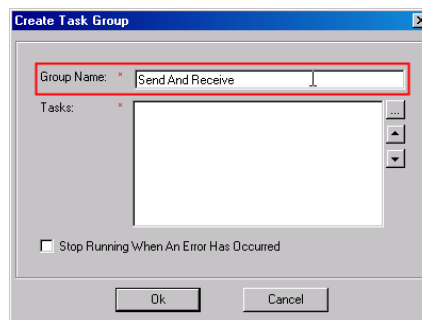 Create Task Group
Group Name: * Send And Receive
Tasks: *
...
Stop Running When An Error Has Occurred
Ok Cancel